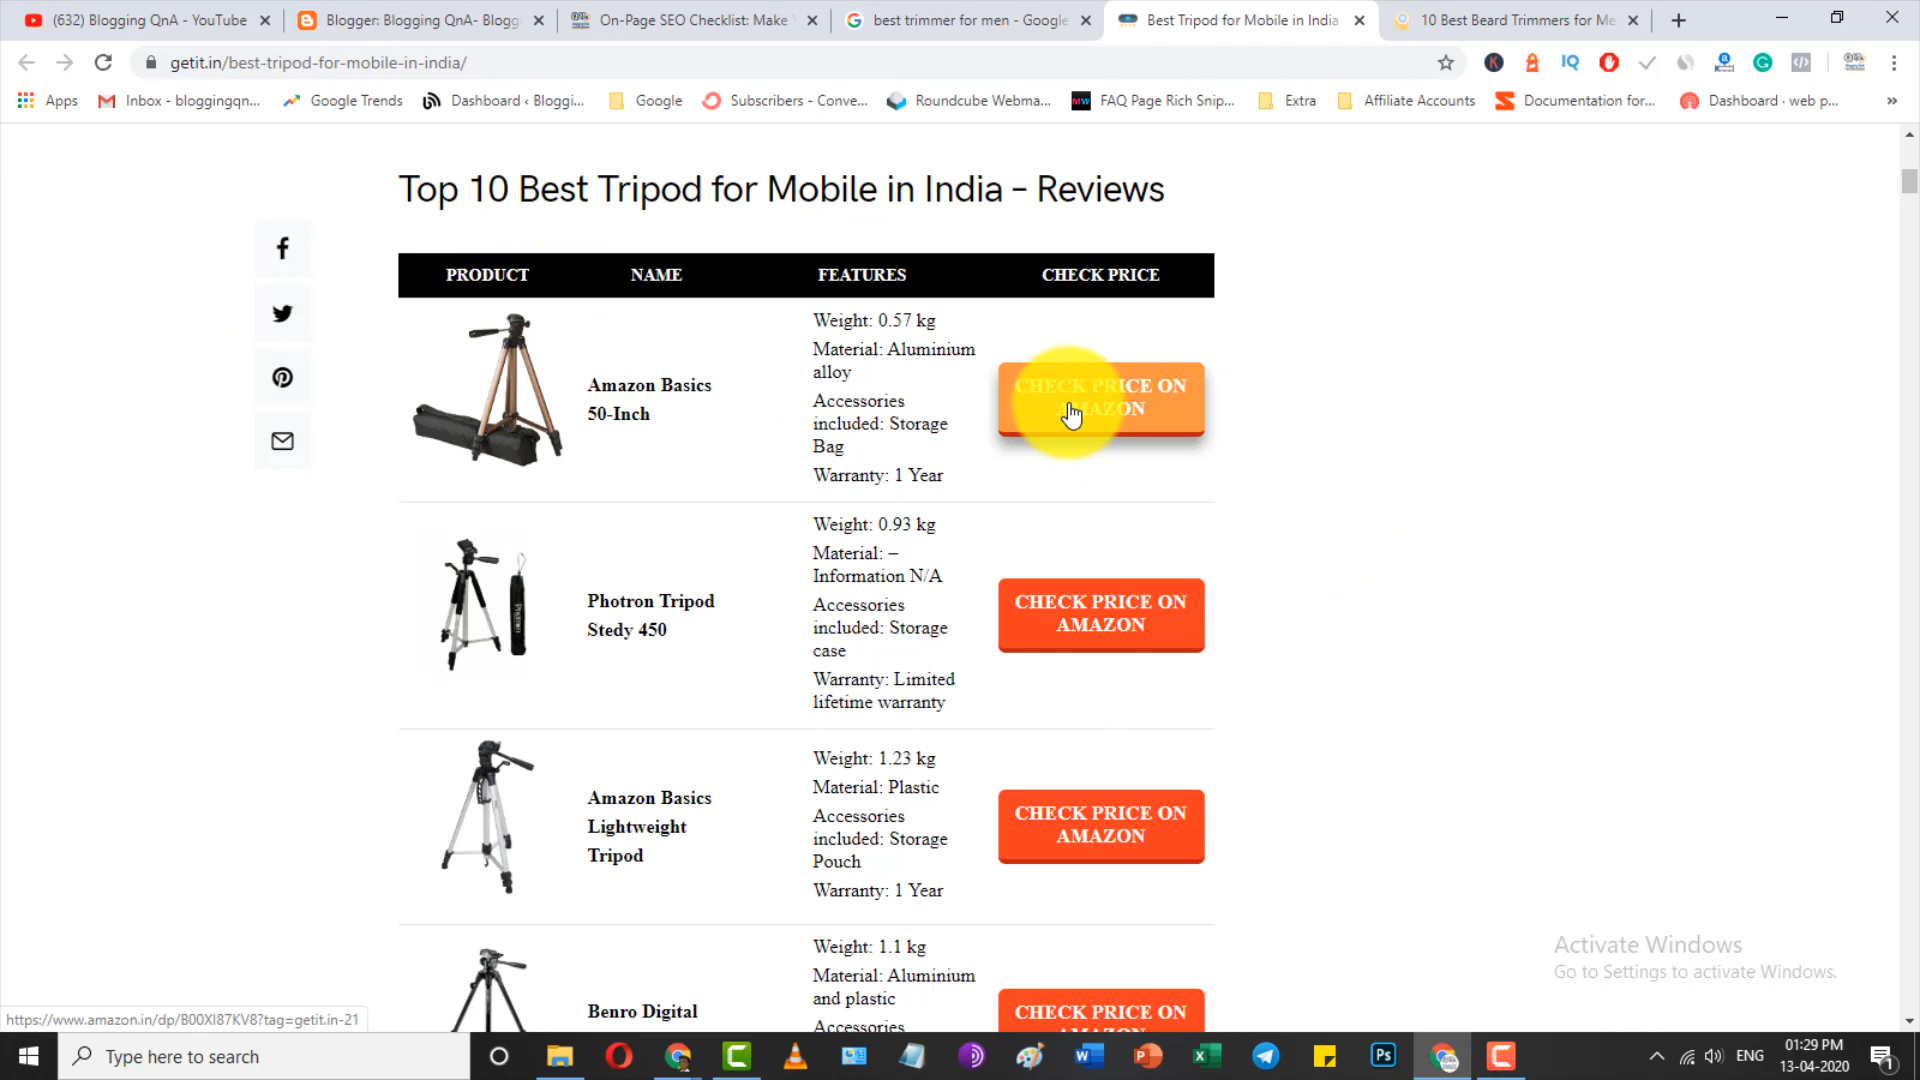 (632) Blogging QnA - YouTube
Blogger: Blogging QnA- Blogg
On-Page SEO Checklist: Make
best trimmer for men - Google
Best Tripod for Mobile in India
10 Best Beard Trimmers for Me
getit.in/best-tripod-for-mobile-in-india/
IQ
Apps
Inbox - bloggingqn...
Google Trends
Dashboard ‹ Bloggi...
Google
Subscribers - Conve...
Roundcube Webma...
FAQ Page Rich Snip...
Extra
Affiliate Accounts
Documentation for...
Dashboard · web p...
Top 10 Best Tripod for Mobile in India – Reviews
PRODUCT NAME FEATURES CHECK PRICE
Amazon Basics
50-Inch
Weight: 0.57 kg
Material: Aluminium
alloy
Accessories
included: Storage
Bag
Warranty: 1 Year
CHECK PRICE ON
AMAZON
Photron Tripod
Stedy 450
Weight: 0.93 kg
Material: –
Information N/A
Accessories
included: Storage
case
Warranty: Limited
lifetime warranty
CHECK PRICE ON
AMAZON
Amazon Basics
Lightweight
Tripod
Weight: 1.23 kg
Material: Plastic
Accessories
included: Storage
Pouch
Warranty: 1 Year
CHECK PRICE ON
AMAZON
Benro Digital
Weight: 1.1 kg
Material: Aluminium
and plastic
Accessories
CHECK PRICE ON
AMAZON
Activate Windows
Go to Settings to activate Windows.
https://www.amazon.in/dp/B00XI87KV8?tag=getit.in-21
Type here to search
Ps
ENG
01:29 PM
13-04-2020
1